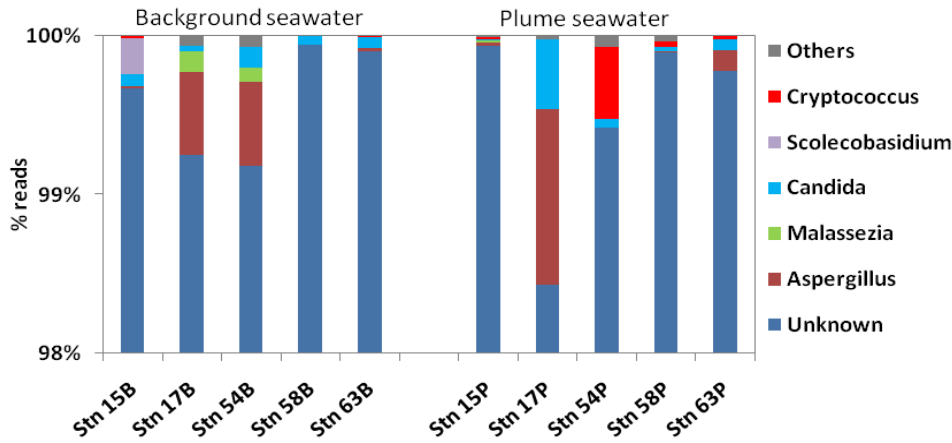 Background seawater
Plume seawater
% reads
100%
99%
98%
Stn 15B
Stn 17B
Stn 54B
Stn 58B
Stn 63B
Stn 15P
Stn 17P
Stn 54P
Stn 58P
Stn 63P
Others
Cryptococcus
Scolecobasidium
Candida
Malassezia
Aspergillus
Unknown